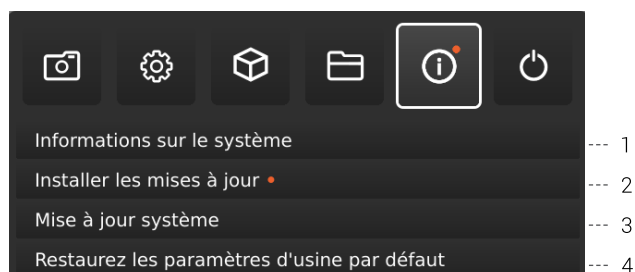 Informations sur le système --- 1
Installer les mises à jour • --- 2
Mise à jour système --- 3
Restaurez les paramètres d'usine par défaut --- 4